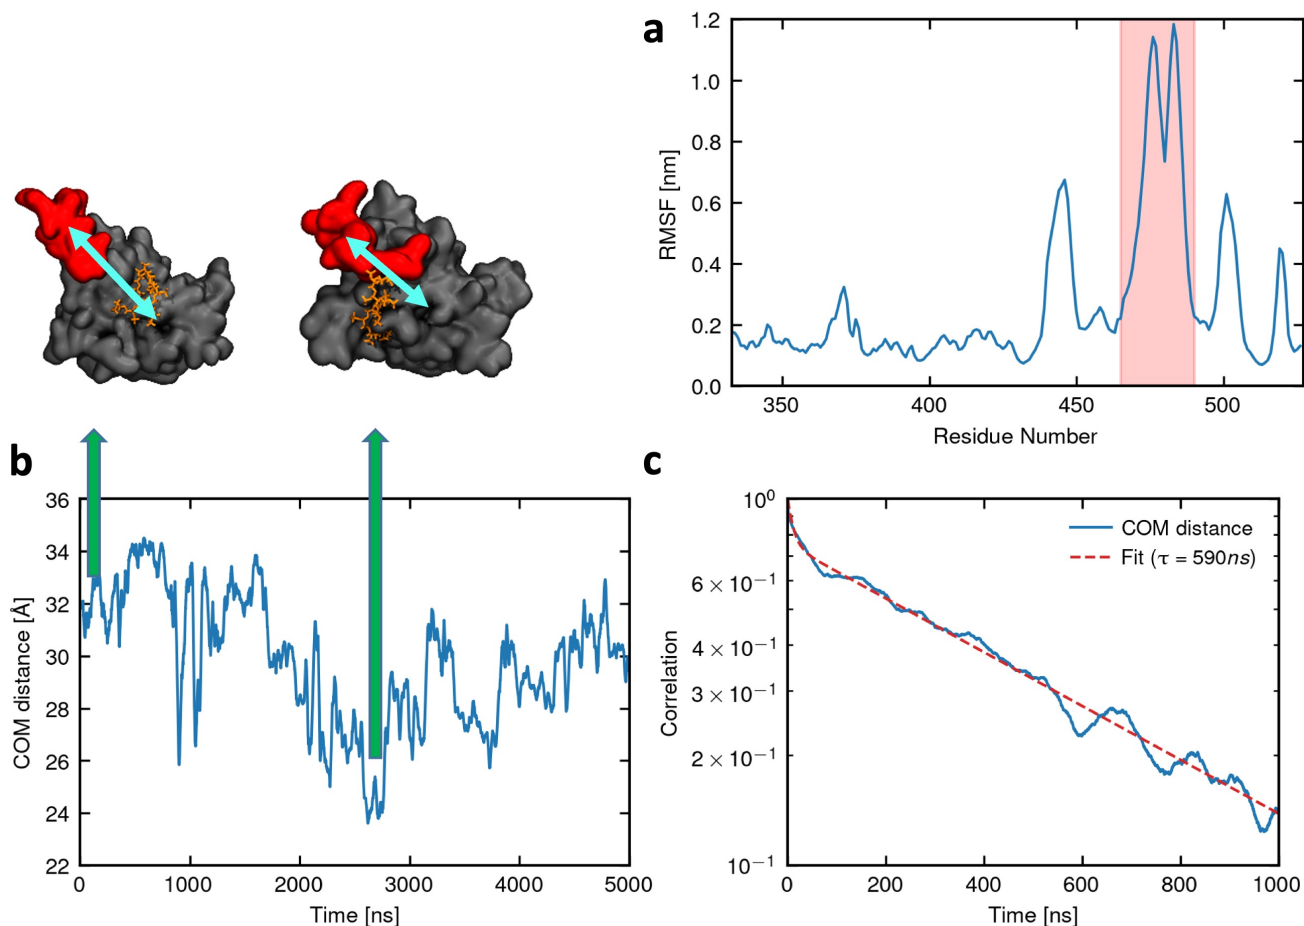 a
1.2
1.0
0.8
0.6
0.4
0.2
0.0
RMSF [nm]
350 400 450 500
Residue Number
b
36
34
32
30
28
26
24
22
COM distance [Å]
0 1000 2000 3000 4000 5000
Time [ns]
c
10⁰
6 × 10⁻¹
4 × 10⁻¹
3 × 10⁻¹
2 × 10⁻¹
10⁻¹
Correlation
COM distance
Fit (τ = 590ns)
0 200 400 600 800 1000
Time [ns]